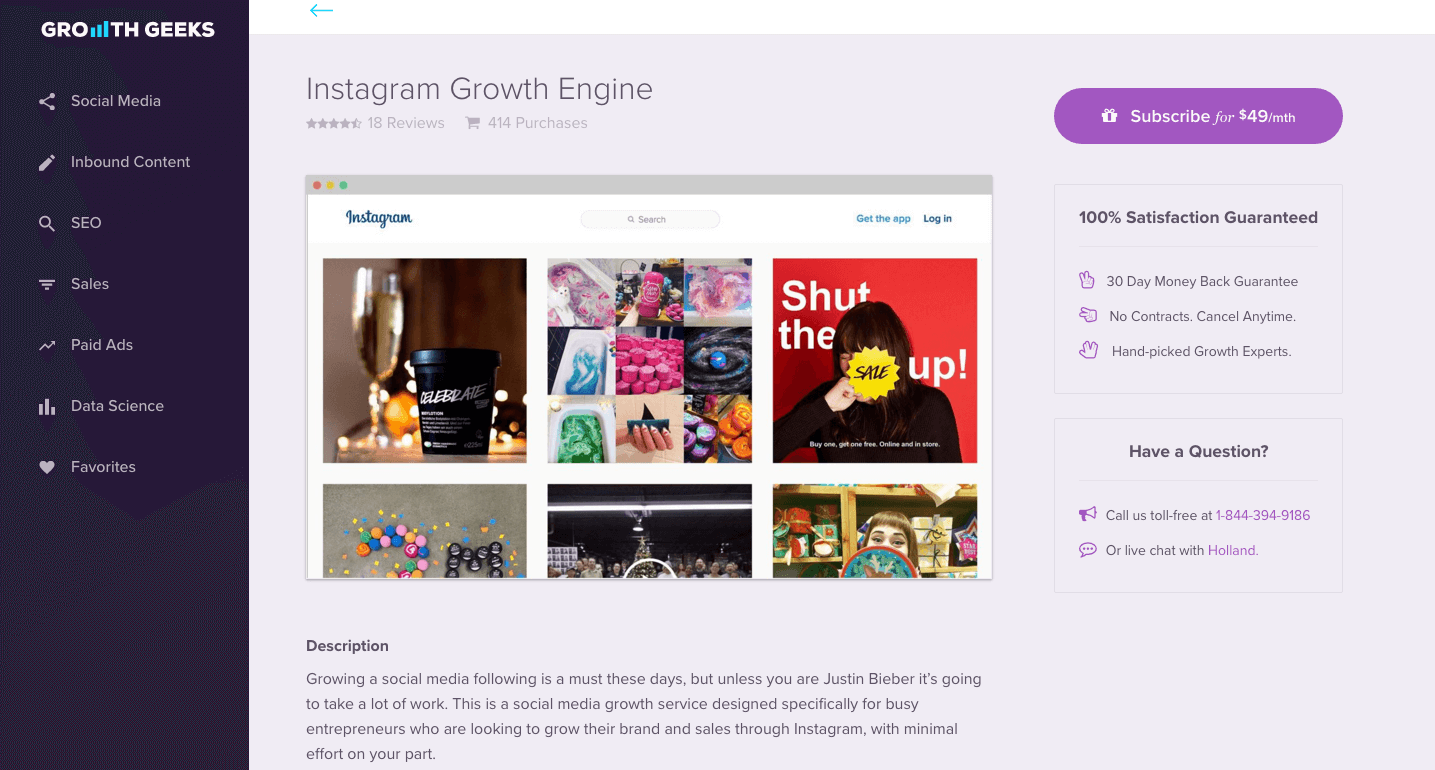 GROWTH GEEKS
Social Media
Inbound Content
SEO
Sales
Paid Ads
Data Science
Favorites
Instagram Growth Engine
18 Reviews 414 Purchases
Subscribe for $49/mth
Instagram
Search
Get the app Log in
CELEBRATE
Shut
the
up!
SALE
Buy one, get one free. Online and in store.
100% Satisfaction Guaranteed
30 Day Money Back Guarantee
No Contracts. Cancel Anytime.
Hand-picked Growth Experts.
Have a Question?
Call us toll-free at 1-844-394-9186
Or live chat with Holland.
Description
Growing a social media following is a must these days, but unless you are Justin Bieber it’s going
to take a lot of work. This is a social media growth service designed specifically for busy
entrepreneurs who are looking to grow their brand and sales through Instagram, with minimal
effort on your part.